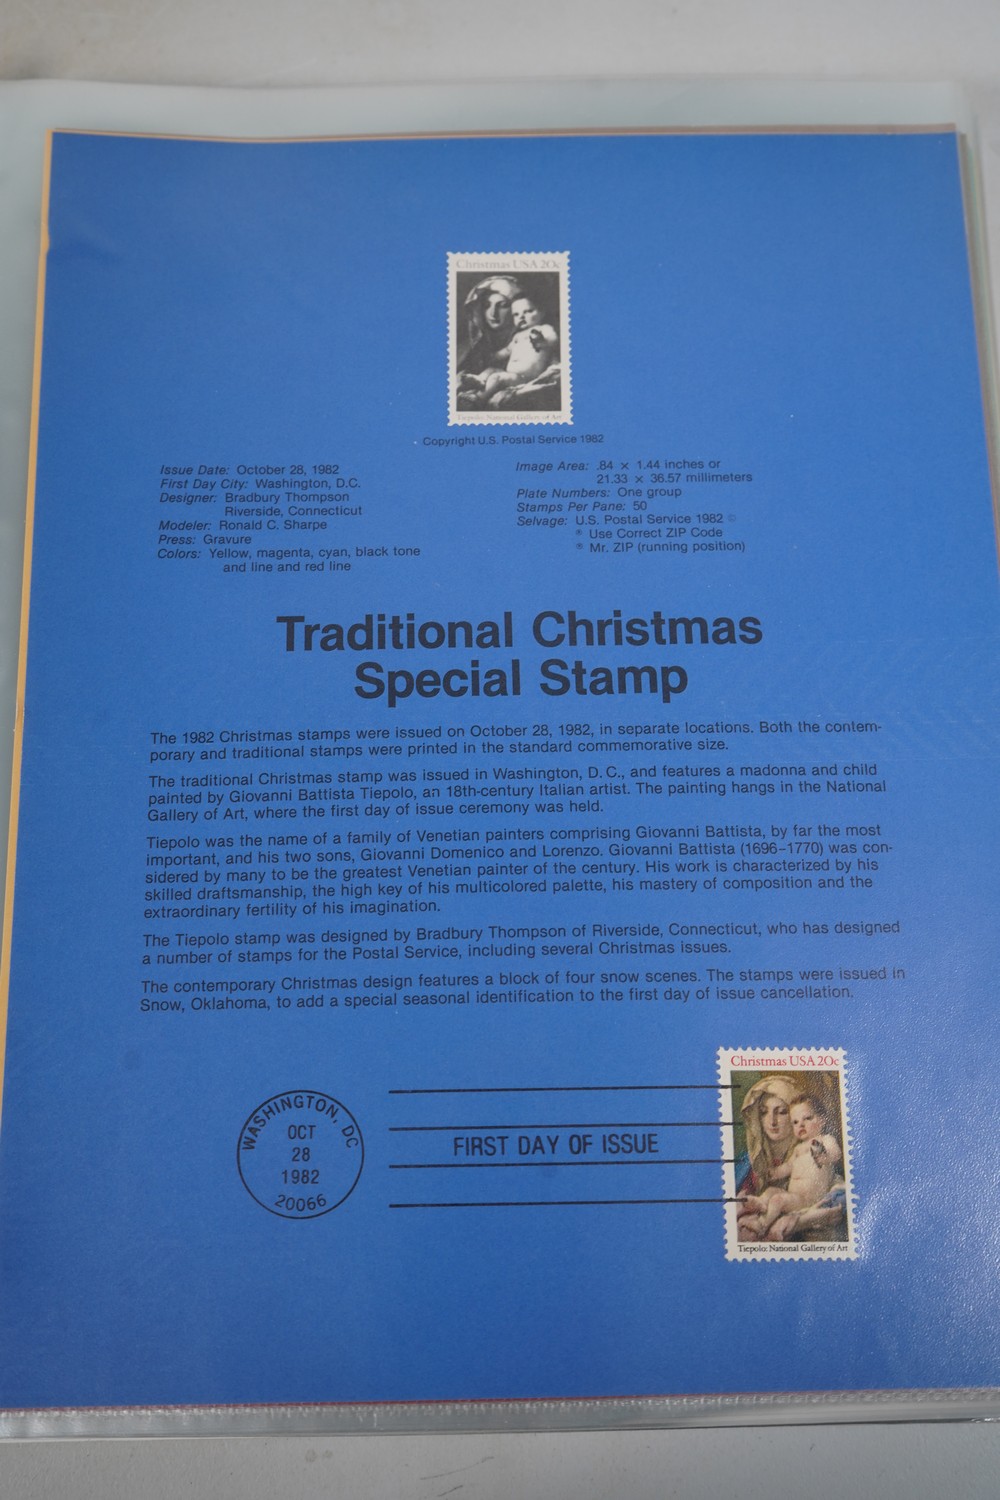 Christmas USA 20c
Tiepolo: National Gallery of Art
Copyright U.S. Postal Service 1982
Issue Date: October 28, 1982
First Day City: Washington, D.C.
Designer: Bradbury Thompson
Riverside, Connecticut
Modeler: Ronald C. Sharpe
Press: Gravure
Colors: Yellow, magenta, cyan, black tone
and line and red line
Image Area: .84 × 1.44 inches or
21.33 × 36.57 millimeters
Plate Numbers: One group
Stamps Per Pane: 50
Selvage: U.S. Postal Service 1982 ©
® Use Correct ZIP Code
® Mr. ZIP (running position)
Traditional Christmas
Special Stamp
The 1982 Christmas stamps were issued on October 28, 1982, in separate locations. Both the contem-
porary and traditional stamps were printed in the standard commemorative size.
The traditional Christmas stamp was issued in Washington, D.C., and features a madonna and child
painted by Giovanni Battista Tiepolo, an 18th-century Italian artist. The painting hangs in the National
Gallery of Art, where the first day of issue ceremony was held.
Tiepolo was the name of a family of Venetian painters comprising Giovanni Battista, by far the most
important, and his two sons, Giovanni Domenico and Lorenzo. Giovanni Battista (1696–1770) was con-
sidered by many to be the greatest Venetian painter of the century. His work is characterized by his
skilled draftsmanship, the high key of his multicolored palette, his mastery of composition and the
extraordinary fertility of his imagination.
The Tiepolo stamp was designed by Bradbury Thompson of Riverside, Connecticut, who has designed
a number of stamps for the Postal Service, including several Christmas issues.
The contemporary Christmas design features a block of four snow scenes. The stamps were issued in
Snow, Oklahoma, to add a special seasonal identification to the first day of issue cancellation.
WASHINGTON, DC
OCT
28
1982
20066
FIRST DAY OF ISSUE
Christmas USA 20c
Tiepolo: National Gallery of Art